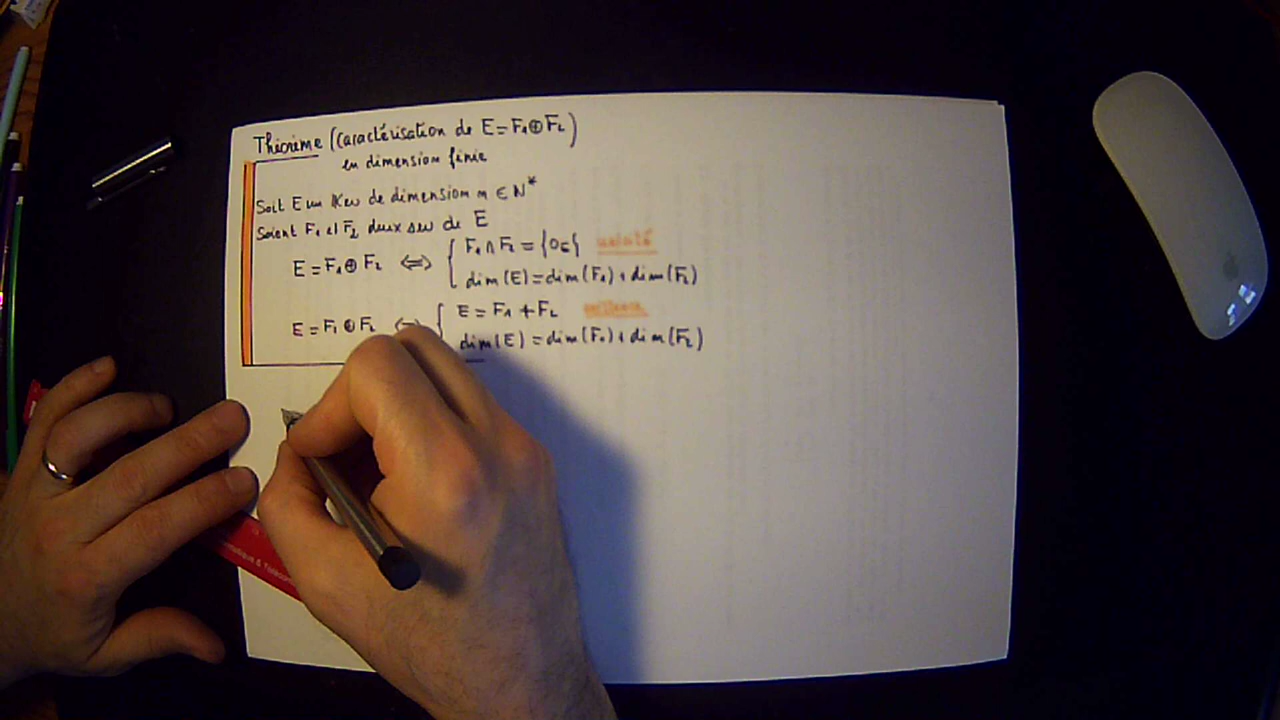 Théorème (Caractérisation de E=F₁⊕F₂)
en dimension finie
Soit E un Kev de dimension n ∈ N*
Soient F₁ et F₂ deux sev de E
E = F₁ ⊕ F₂ ⟺ { F₁ ∩ F₂ = {0E}
dim(E) = dim(F₁) + dim(F₂)
E = F₁ ⊕ F₂ ⟺ { E = F₁ + F₂
dim(E) = dim(F₁) + dim(F₂)